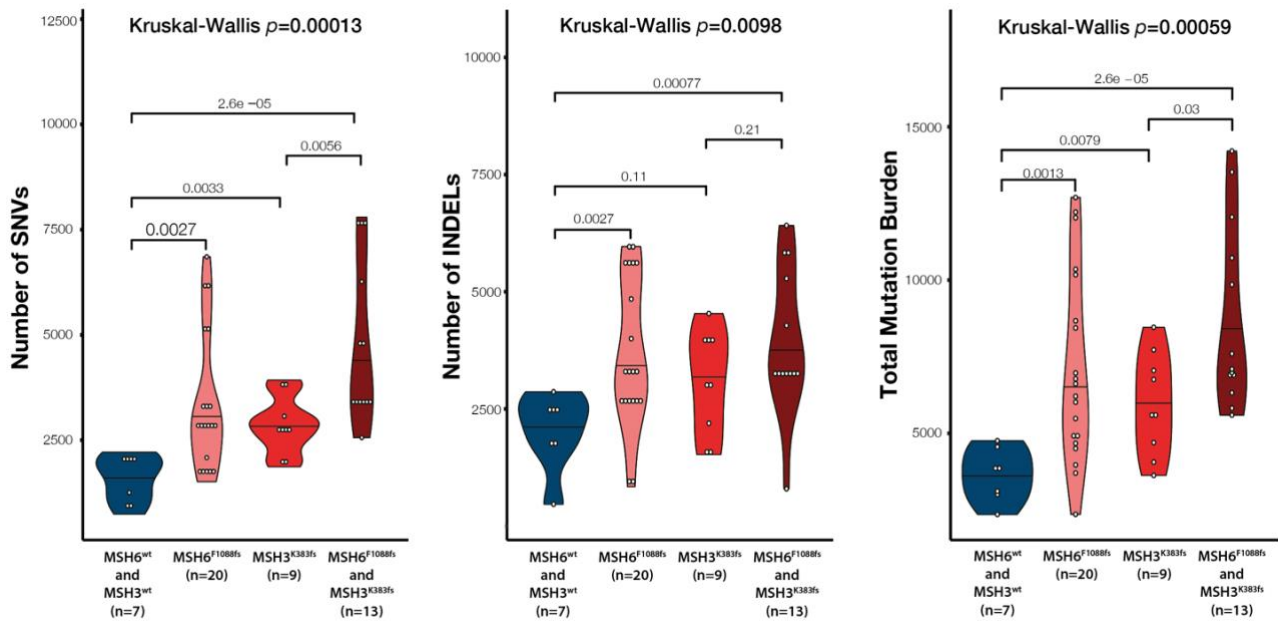 Kruskal-Wallis p=0.00013
Number of SNVs
12500
10000
7500
5000
2500
2.6e −05
0.0056
0.0033
0.0027
MSH6wt
and
MSH3wt
(n=7)
MSH6F1088fs
(n=20)
MSH3K383fs
(n=9)
MSH6F1088fs
and
MSH3K383fs
(n=13)
Kruskal-Wallis p=0.0098
Number of INDELs
10000
7500
5000
2500
0.00077
0.21
0.11
0.0027
MSH6wt
and
MSH3wt
(n=7)
MSH6F1088fs
(n=20)
MSH3K383fs
(n=9)
MSH6F1088fs
and
MSH3K383fs
(n=13)
Kruskal-Wallis p=0.00059
Total Mutation Burden
15000
10000
5000
2.6e −05
0.03
0.0079
0.0013
MSH6wt
and
MSH3wt
(n=7)
MSH6F1088fs
(n=20)
MSH3K383fs
(n=9)
MSH6F1088fs
and
MSH3K383fs
(n=13)